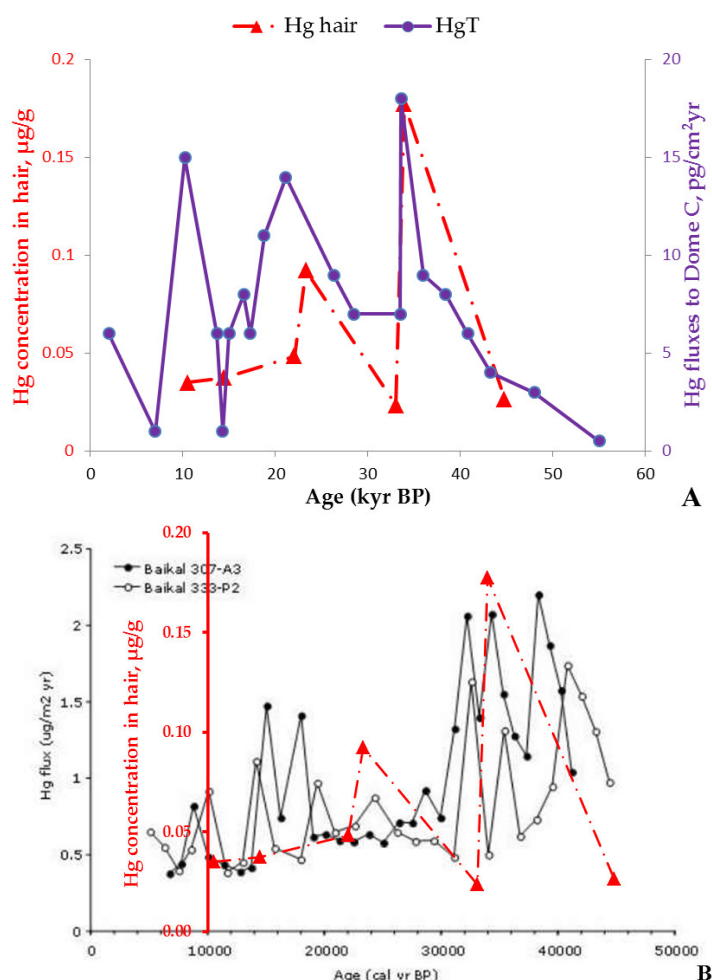 Hg hair HgT
0.2
0.15
0.1
0.05
0
Hg concentration in hair, µg/g
20
15
10
5
0
Hg fluxes to Dome C, pg/cm²yr
0 10 20 30 40 50 60
Age (kyr BP)
A
2.5
2
1.5
1
0.5
0
Hg flux (ug/m2 yr)
Baikal 307-A3
Baikal 333-P2
0.20
0.15
0.10
0.05
0.00
Hg concentration in hair, µg/g
0 10000 20000 30000 40000 50000
Age (cal yr BP)
B